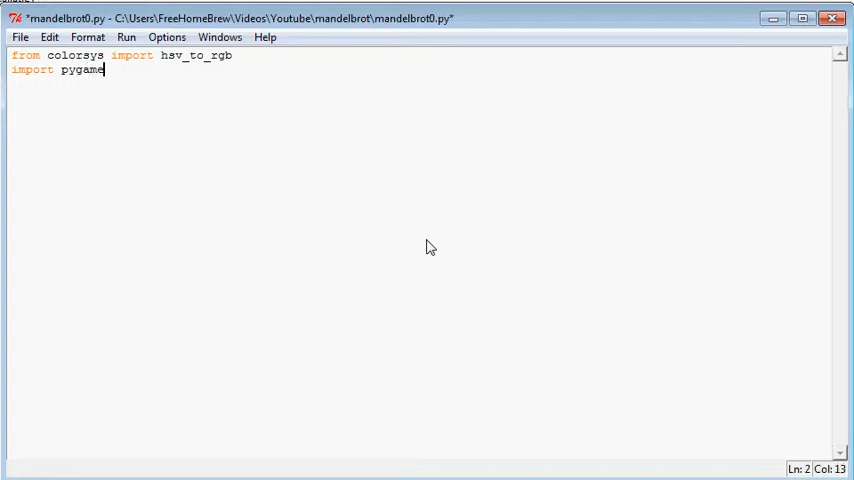 *mandelbrot0.py - C:\Users\FreeHomeBrew\Videos\Youtube\mandelbrot\mandelbrot0.py*
File Edit Format Run Options Windows Help
from colorsys import hsv_to_rgb
import pygame
Ln: 2 Col: 13